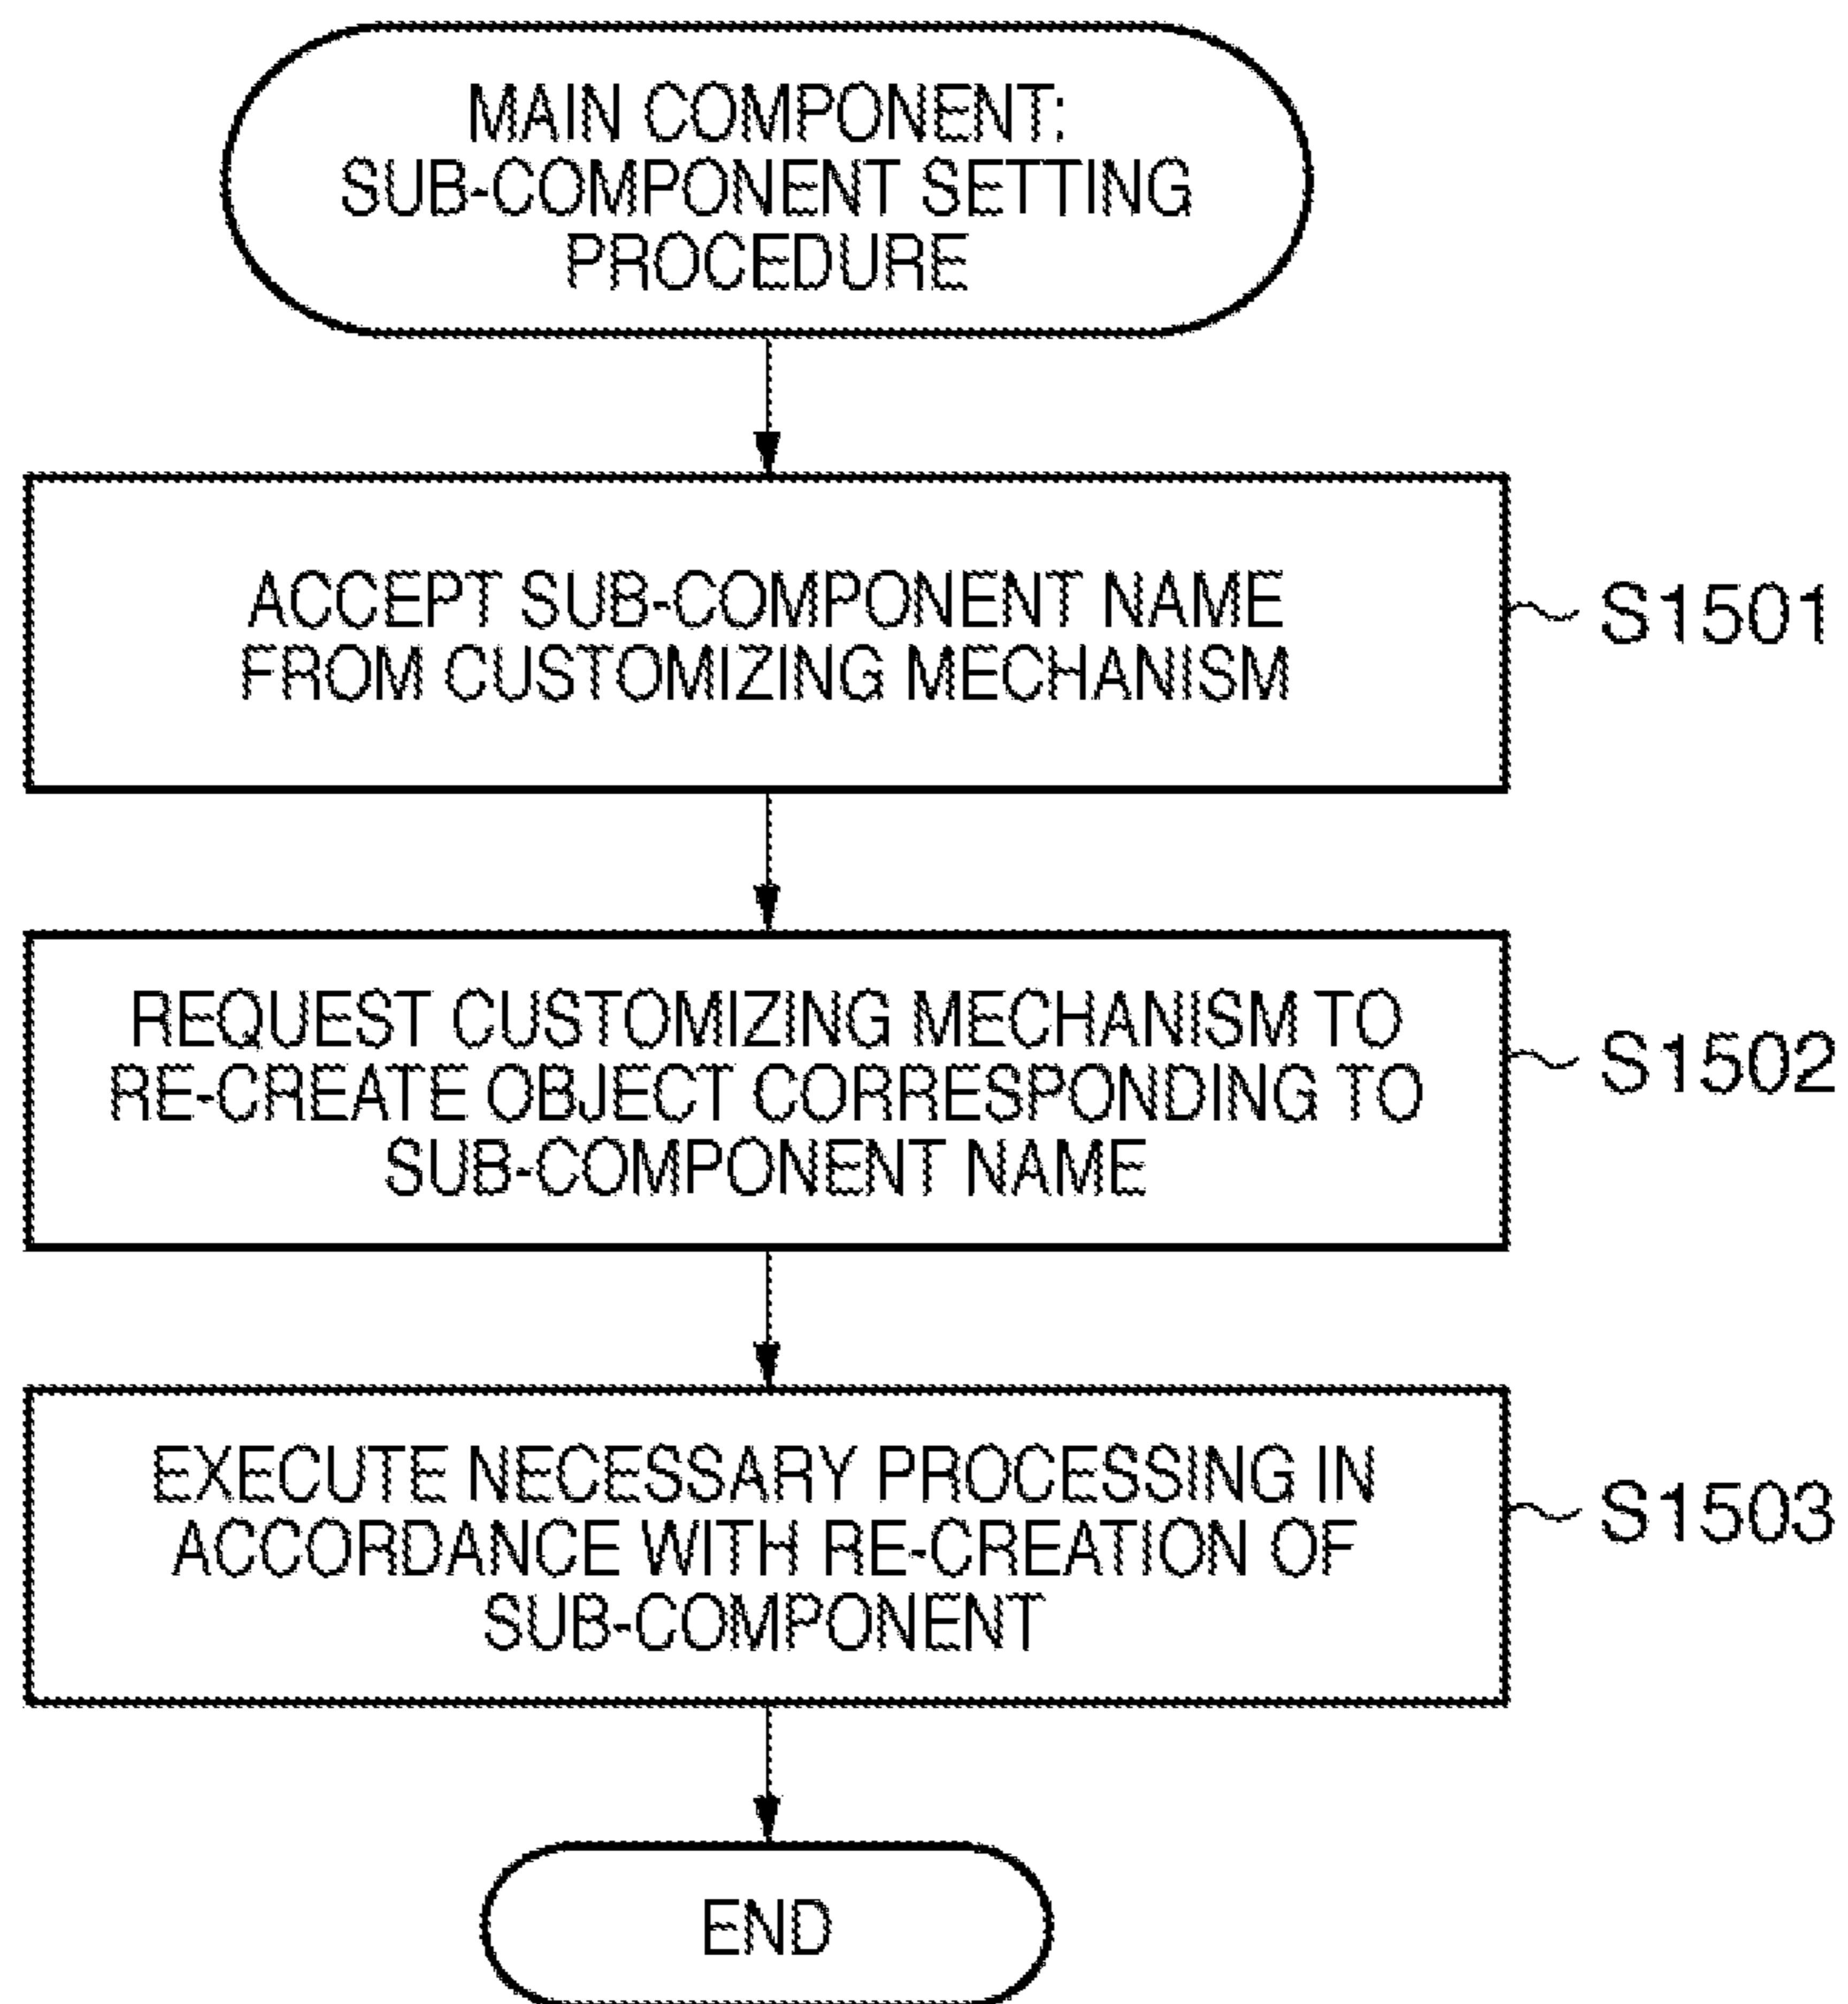 MAIN COMPONENT:
SUB-COMPONENT SETTING
PROCEDURE
ACCEPT SUB-COMPONENT NAME
FROM CUSTOMIZING MECHANISM
S1501
REQUEST CUSTOMIZING MECHANISM TO
RE-CREATE OBJECT CORRESPONDING TO
SUB-COMPONENT NAME
S1502
EXECUTE NECESSARY PROCESSING IN
ACCORDANCE WITH RE-CREATION OF
SUB-COMPONENT
S1503
END